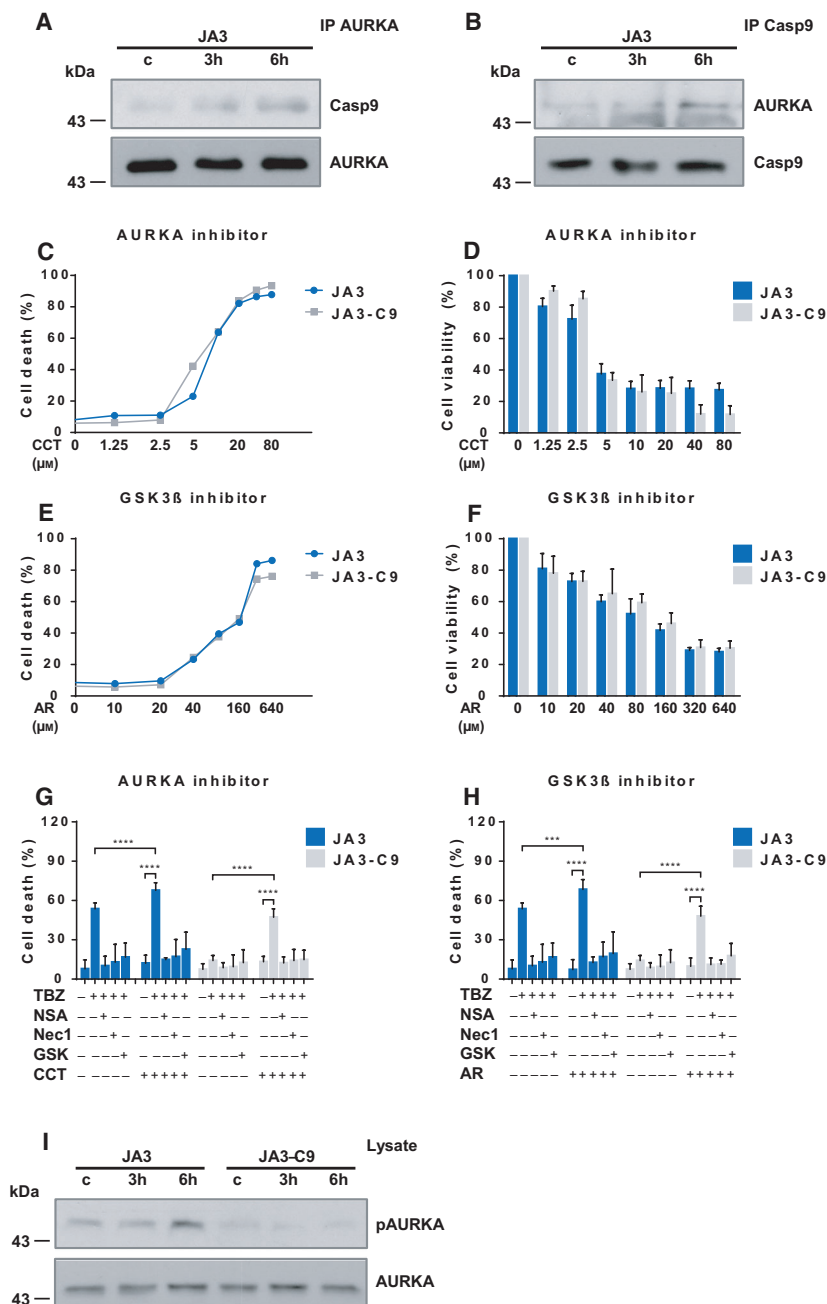 A
IP AURKA
JA3
kDa
c 3h 6h
Casp9
43
AURKA
43
B
IP Casp9
JA3
kDa
c 3h 6h
AURKA
43
Casp9
43
C
AURKA inhibitor
Cell death (%)
100
80
60
40
20
0
JA3
JA3-C9
CCT 0 1.25 2.5 5 10 20 80
(µM)
D
AURKA inhibitor
Cell viability (%)
100
80
60
40
20
0
JA3
JA3-C9
CCT 0 1.25 2.5 5 10 20 40 80
(µM)
E
GSK3ß inhibitor
Cell death (%)
100
80
60
40
20
0
JA3
JA3-C9
AR 0 10 20 40 160 640
(µM)
F
GSK3ß inhibitor
Cell viability (%)
100
80
60
40
20
0
JA3
JA3-C9
AR 0 10 20 40 80 160 320 640
(µM)
G
AURKA inhibitor
Cell death (%)
120
90
60
30
0
**** **** **** ****
JA3
JA3-C9
TBZ – + + + + – + + + + – + + + + – + + + +
NSA – – + – – – – + – – – – + – – – – + – –
Nec1 – – – + – – – – + – – – – + – – – – + –
GSK – – – – + – – – – + – – – – + – – – – +
CCT – – – – – + + + + + – – – – – + + + + +
H
GSK3ß inhibitor
Cell death (%)
120
90
60
30
0
*** **** **** ****
JA3
JA3-C9
TBZ – + + + + – + + + + – + + + + – + + + +
NSA – – + – – – – + – – – – + – – – – + – –
Nec1 – – – + – – – – + – – – – + – – – – + –
GSK – – – – + – – – – + – – – – + – – – – +
AR – – – – – + + + + + – – – – – + + + + +
I
Lysate
JA3 JA3-C9
kDa
c 3h 6h c 3h 6h
pAURKA
43
AURKA
43